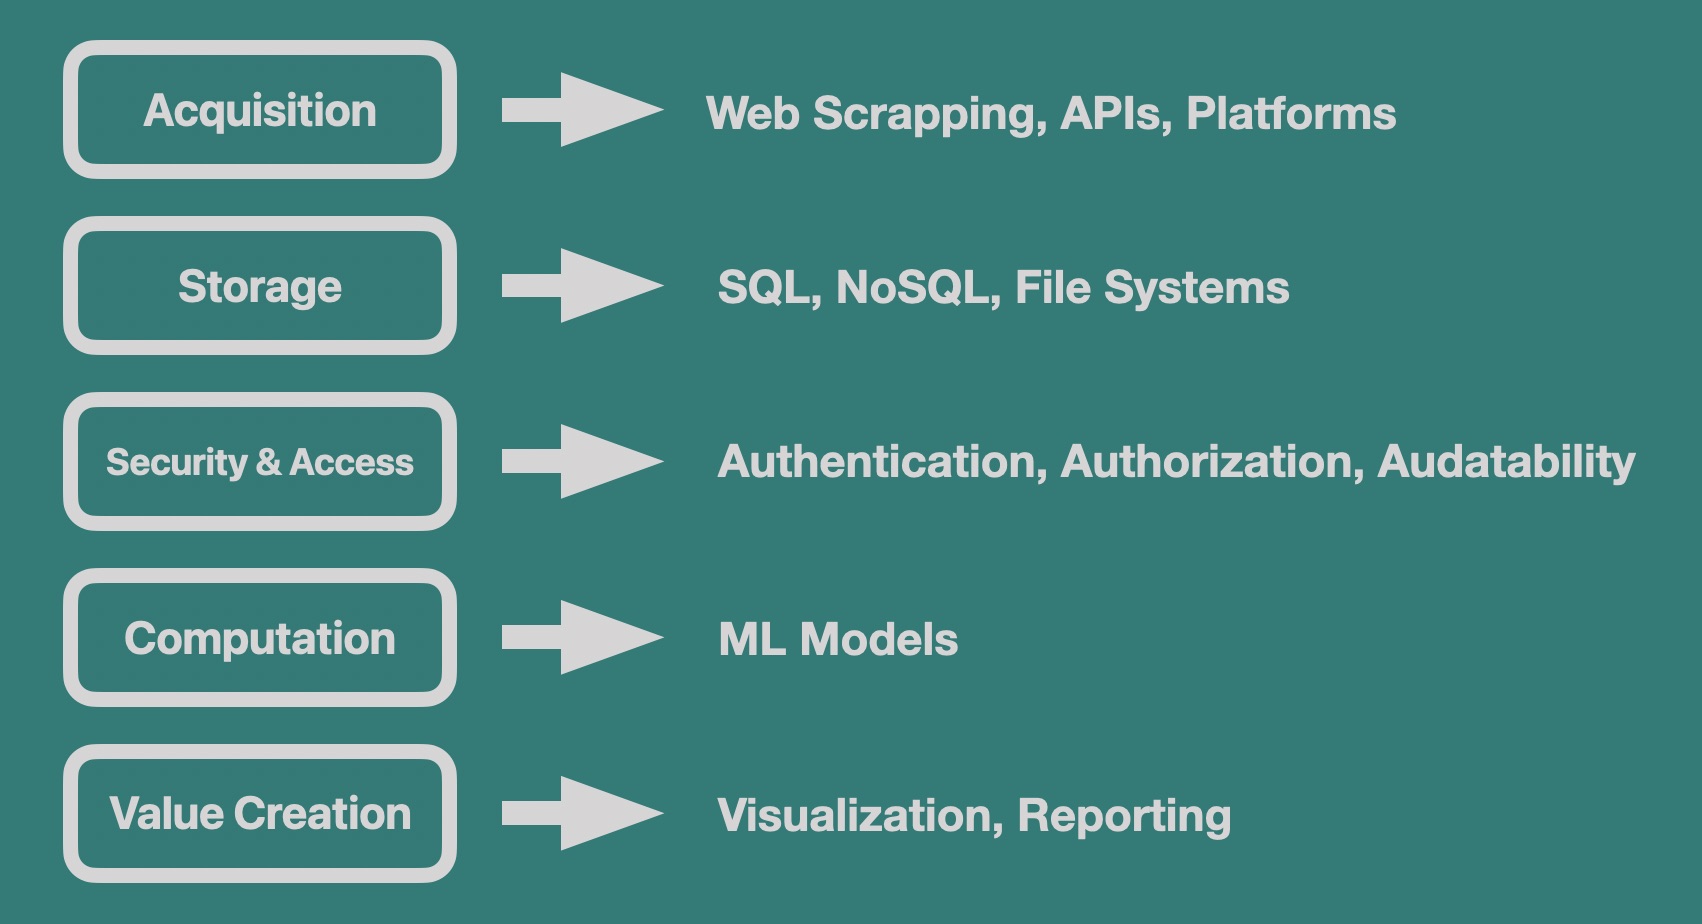 Acquisition
Web Scrapping, APIs, Platforms
Storage
SQL, NoSQL, File Systems
Security & Access
Authentication, Authorization, Audatability
Computation
ML Models
Value Creation
Visualization, Reporting